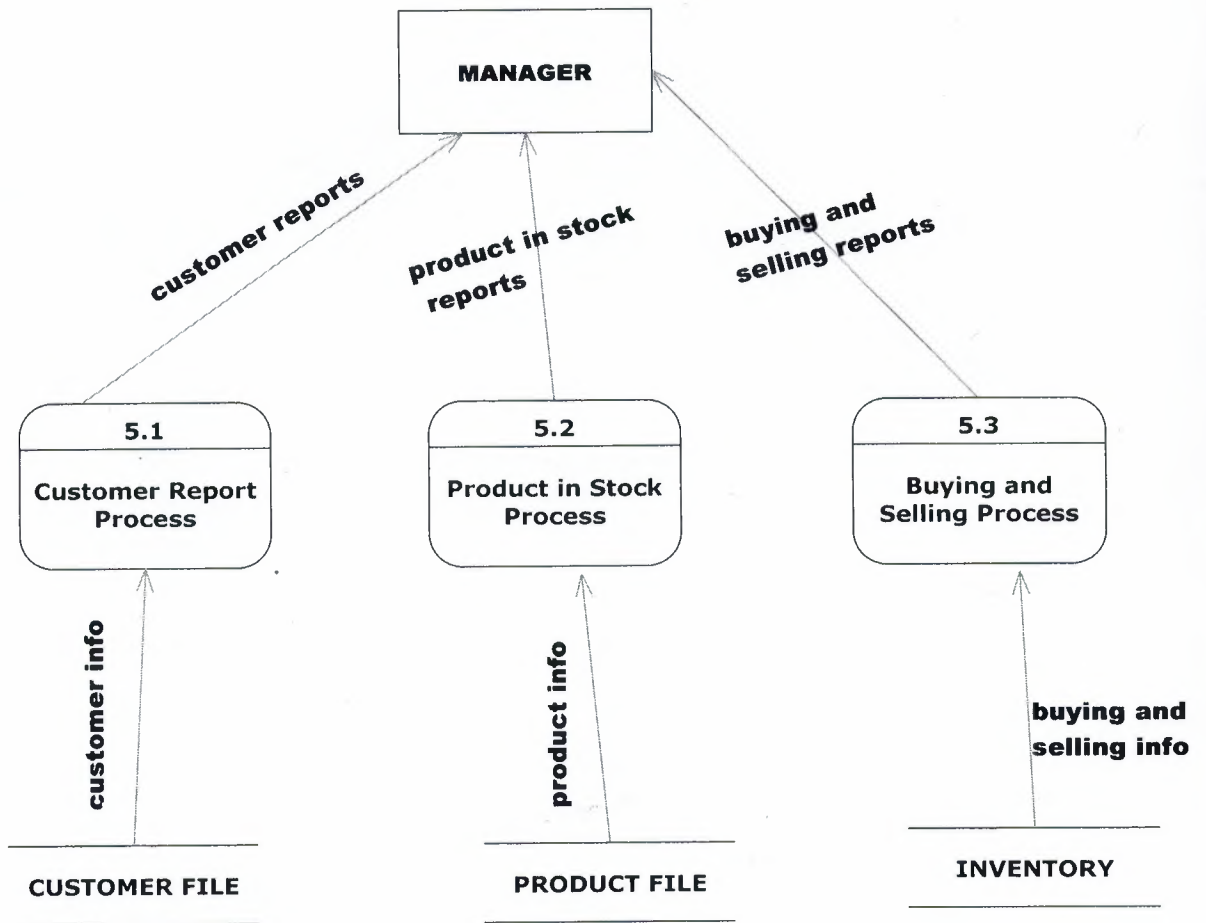 MANAGER
customer reports
product in stock
reports
buying and
selling reports
5.1
Customer Report
Process
5.2
Product in Stock
Process
5.3
Buying and
Selling Process
customer info
product info
buying and
selling info
CUSTOMER FILE
PRODUCT FILE
INVENTORY